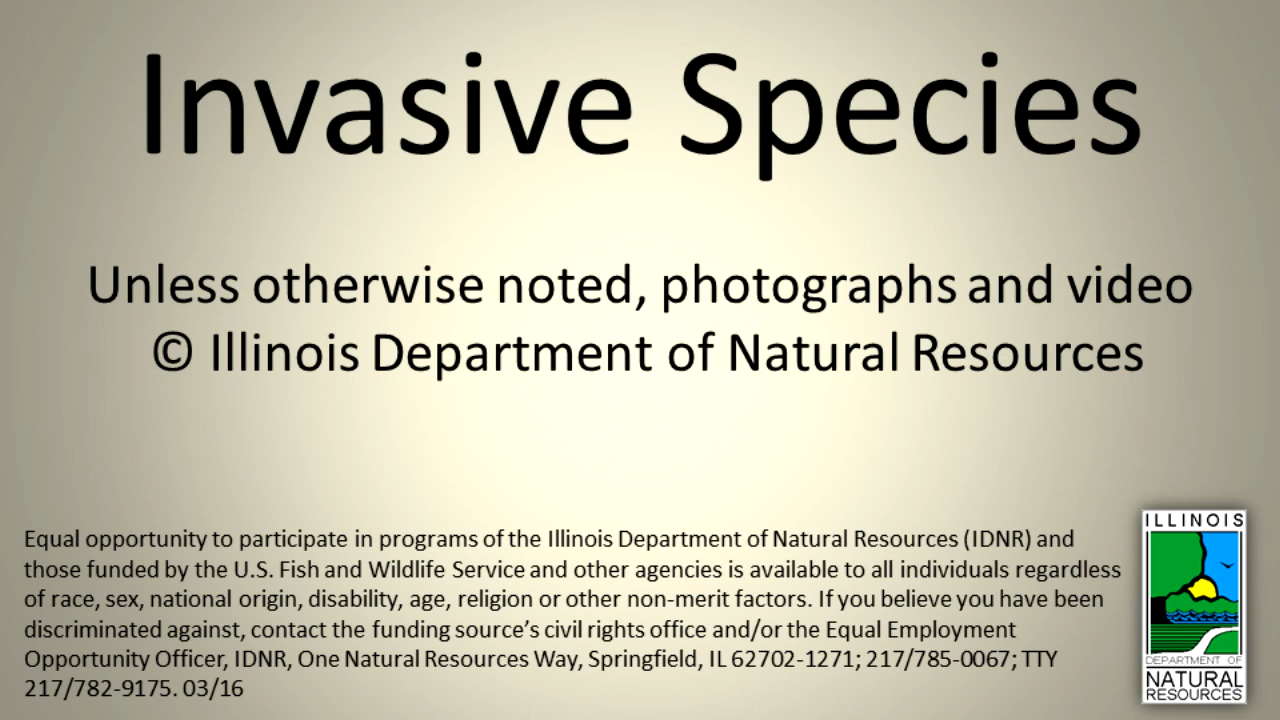 Invasive Species
Unless otherwise noted, photographs and video
© Illinois Department of Natural Resources
Equal opportunity to participate in programs of the Illinois Department of Natural Resources (IDNR) and
those funded by the U.S. Fish and Wildlife Service and other agencies is available to all individuals regardless
of race, sex, national origin, disability, age, religion or other non-merit factors. If you believe you have been
discriminated against, contact the funding source's civil rights office and/or the Equal Employment
Opportunity Officer, IDNR, One Natural Resources Way, Springfield, IL 62702-1271; 217/785-0067; TTY
217/782-9175. 03/16
ILLINOIS
DEPARTMENT OF
NATURAL
RESOURCES